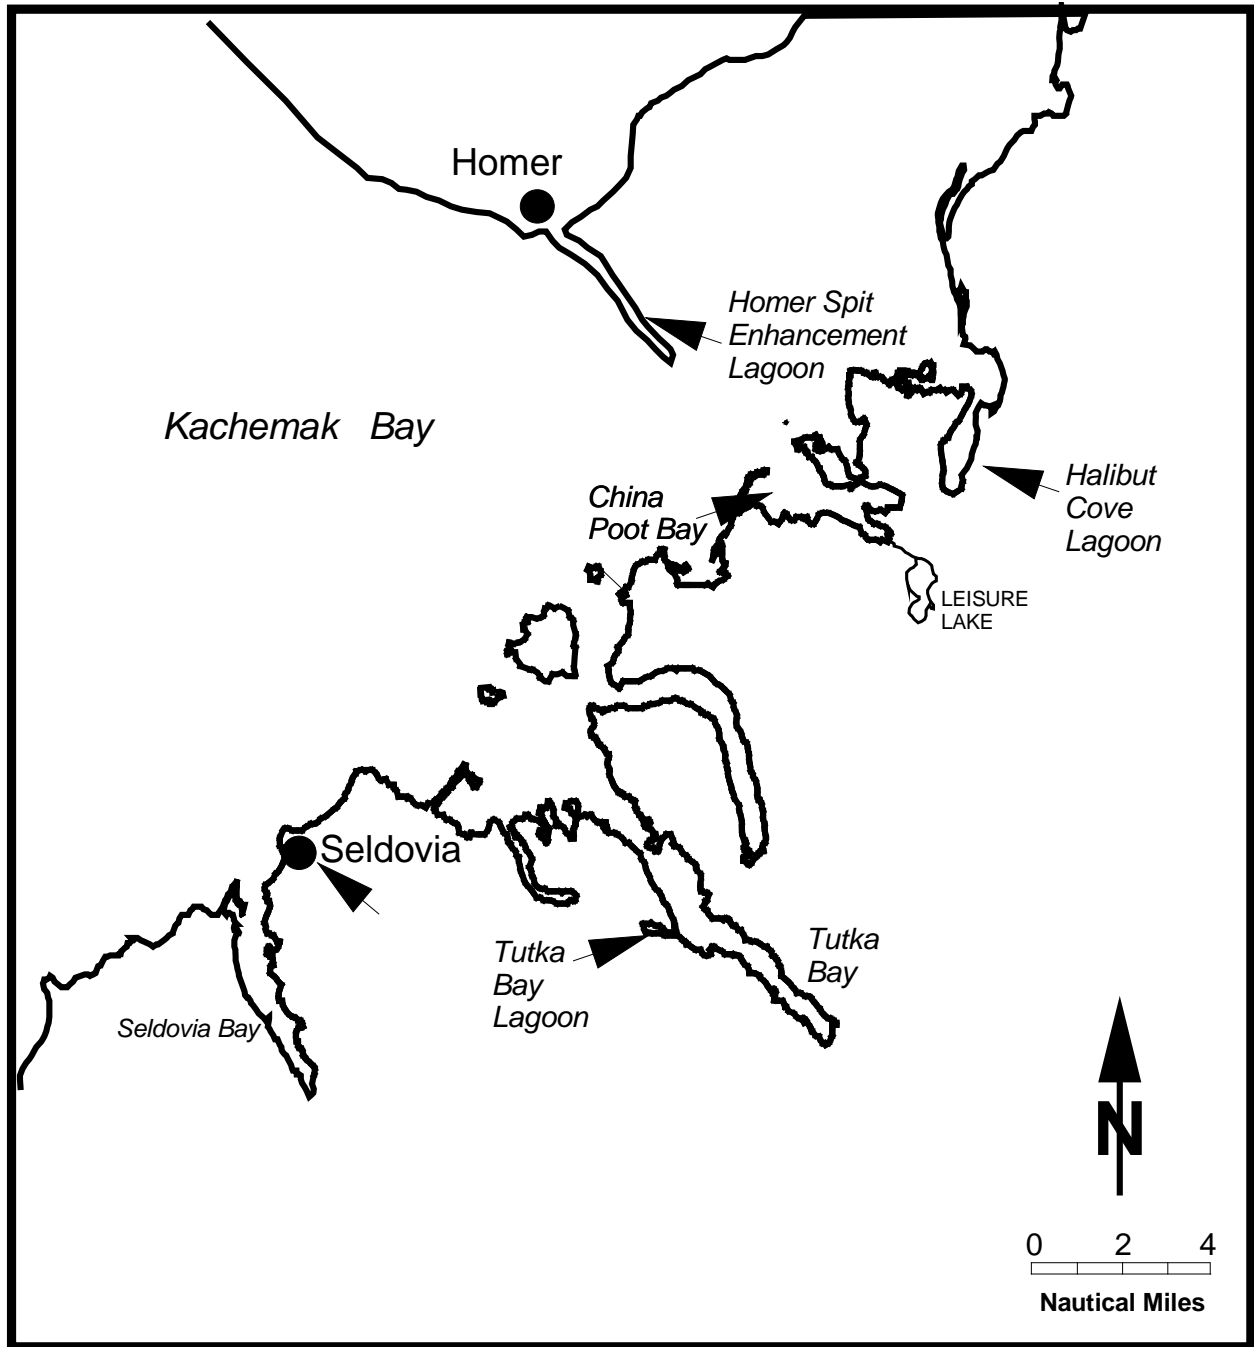 Homer
Homer Spit
Enhancement
Lagoon
Kachemak Bay
Halibut
Cove
Lagoon
China
Poot Bay
LEISURE
LAKE
Seldovia
Tutka
Bay
Tutka
Bay
Lagoon
Seldovia Bay
N
0 2 4
Nautical Miles